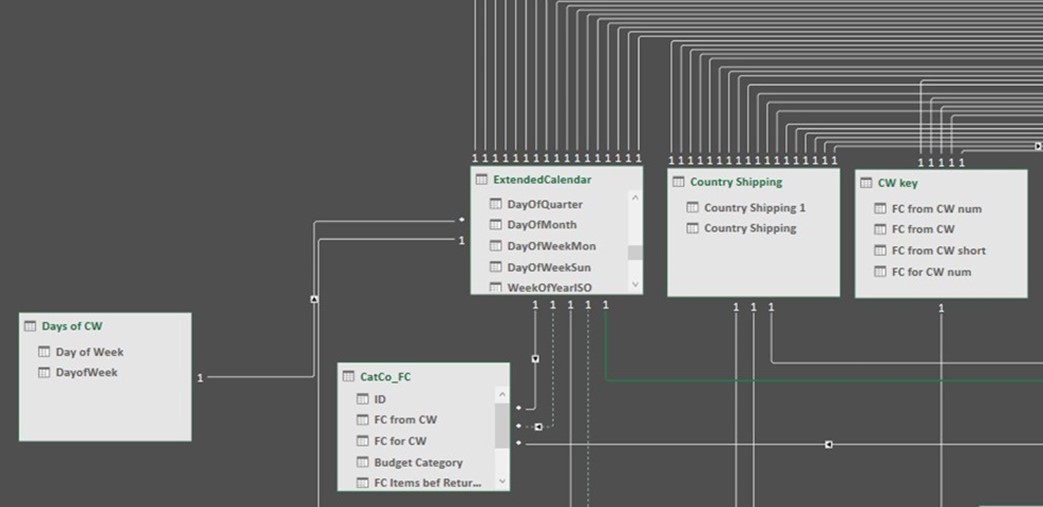 1 1 1 1 1 1 1 1 1 1 1 1 1 1 1 1 1
1 1 1 1 1 1 1 1 1 1 1 1 1 1 1 1 1 1
1 1 1 1 1
ExtendedCalendar
DayOfQuarter
DayOfMonth
DayOfWeekMon
DayOfWeekSun
WeekOfYearISO
Country Shipping
Country Shipping 1
Country Shipping
CW key
FC from CW num
FC from CW
FC from CW short
FC for CW num
*
1
1 1 1 1 1
1 1 1
1
Days of CW
Day of Week
DayofWeek
1
CatCo_FC
ID
FC from CW
FC for CW
Budget Category
FC Items bef Retur...
*
*
*